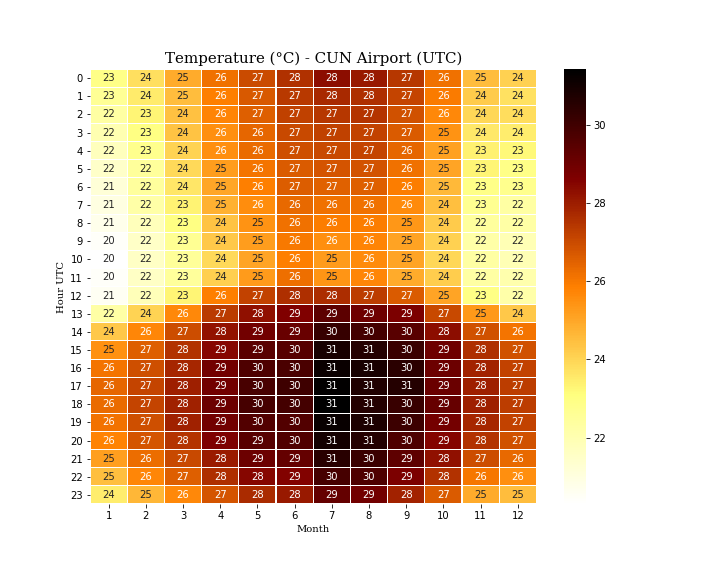 Temperature (°C) - CUN Airport (UTC)
0 23 24 25 26 27 28 28 28 27 26 25 24
1 23 24 25 26 27 27 28 28 27 26 24 24
2 22 23 24 26 27 27 27 27 27 26 24 24
3 22 23 24 26 26 27 27 27 27 25 24 24
4 22 23 24 26 26 27 27 27 26 25 23 23
5 22 22 24 25 26 27 27 27 26 25 23 23
6 21 22 24 25 26 27 27 27 26 25 23 23
7 21 22 23 25 26 26 26 26 26 24 23 22
8 21 22 23 24 25 26 26 26 25 24 22 22
9 20 22 23 24 25 26 26 26 25 24 22 22
10 20 22 23 24 25 26 25 26 25 24 22 22
11 20 22 23 24 25 26 25 26 25 24 22 22
12 21 22 23 26 27 28 28 27 27 25 23 22
13 22 24 26 27 28 29 29 29 29 27 25 24
14 24 26 27 28 29 29 30 30 30 28 27 26
15 25 27 28 29 29 30 31 31 30 29 28 27
16 26 27 28 29 30 30 31 31 30 29 28 27
17 26 27 28 29 30 30 31 31 31 29 28 27
18 26 27 28 29 30 30 31 31 30 29 28 27
19 26 27 28 29 30 30 31 31 30 29 28 27
20 26 27 28 29 29 30 31 31 30 29 28 27
21 25 26 27 28 29 29 31 30 29 28 27 26
22 25 26 27 28 28 29 30 30 29 28 26 26
23 24 25 26 27 28 28 29 29 28 27 25 25
1 2 3 4 5 6 7 8 9 10 11 12
Month
Hour UTC
30
28
26
24
22